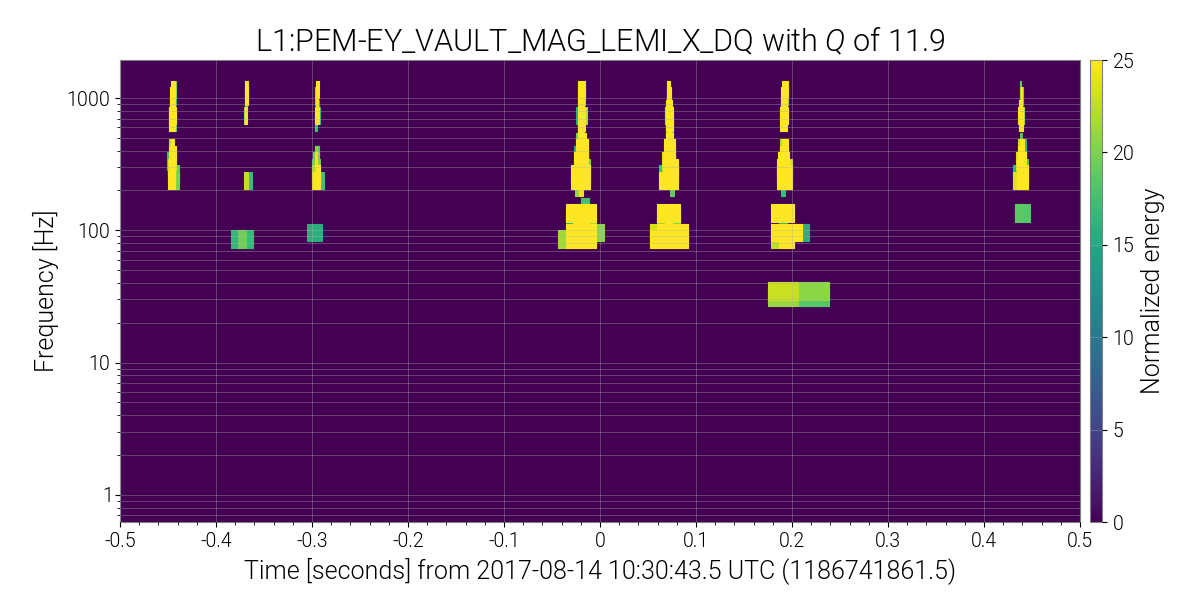 L1:PEM-EY_VAULT_MAG_LEMI_X_DQ with Q of 11.9
Frequency [Hz]
1000
100
10
1
-0.5 -0.4 -0.3 -0.2 -0.1 0 0.1 0.2 0.3 0.4 0.5
Time [seconds] from 2017-08-14 10:30:43.5 UTC (1186741861.5)
25
20
15
10
5
0
Normalized energy